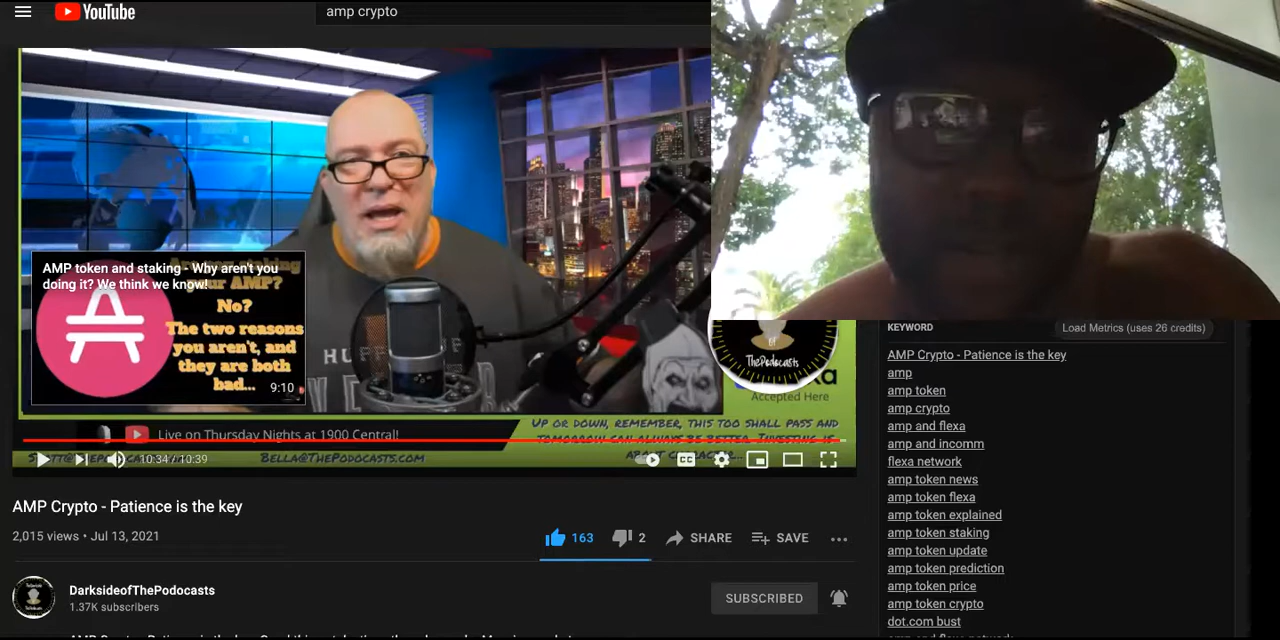 YouTube
amp crypto
AMP token and staking - Why aren't you
doing it? We think we know!
your AMP?
No?
The two reasons
you aren't, and
they are both
bad...
9:10
ThePodocasts
Accepted Here
Live on Thursday Nights at 1900 Central!
UP OR DOWN, REMEMBER, THIS TOO SHALL PASS AND
TOMORROW CAN ALWAYS BE BETTER. INVESTING IS
10:34 / 10:39
BELLA@THEPODOCASTS.COM
CC
AMP Crypto - Patience is the key
2,015 views • Jul 13, 2021
163
2
SHARE
SAVE
DarksideofThePodocasts
1.37K subscribers
SUBSCRIBED
KEYWORD
Load Metrics (uses 26 credits)
AMP Crypto - Patience is the key
amp
amp token
amp crypto
amp and flexa
amp and incomm
flexa network
amp token news
amp token flexa
amp token explained
amp token staking
amp token update
amp token prediction
amp token price
amp token crypto
dot.com bust